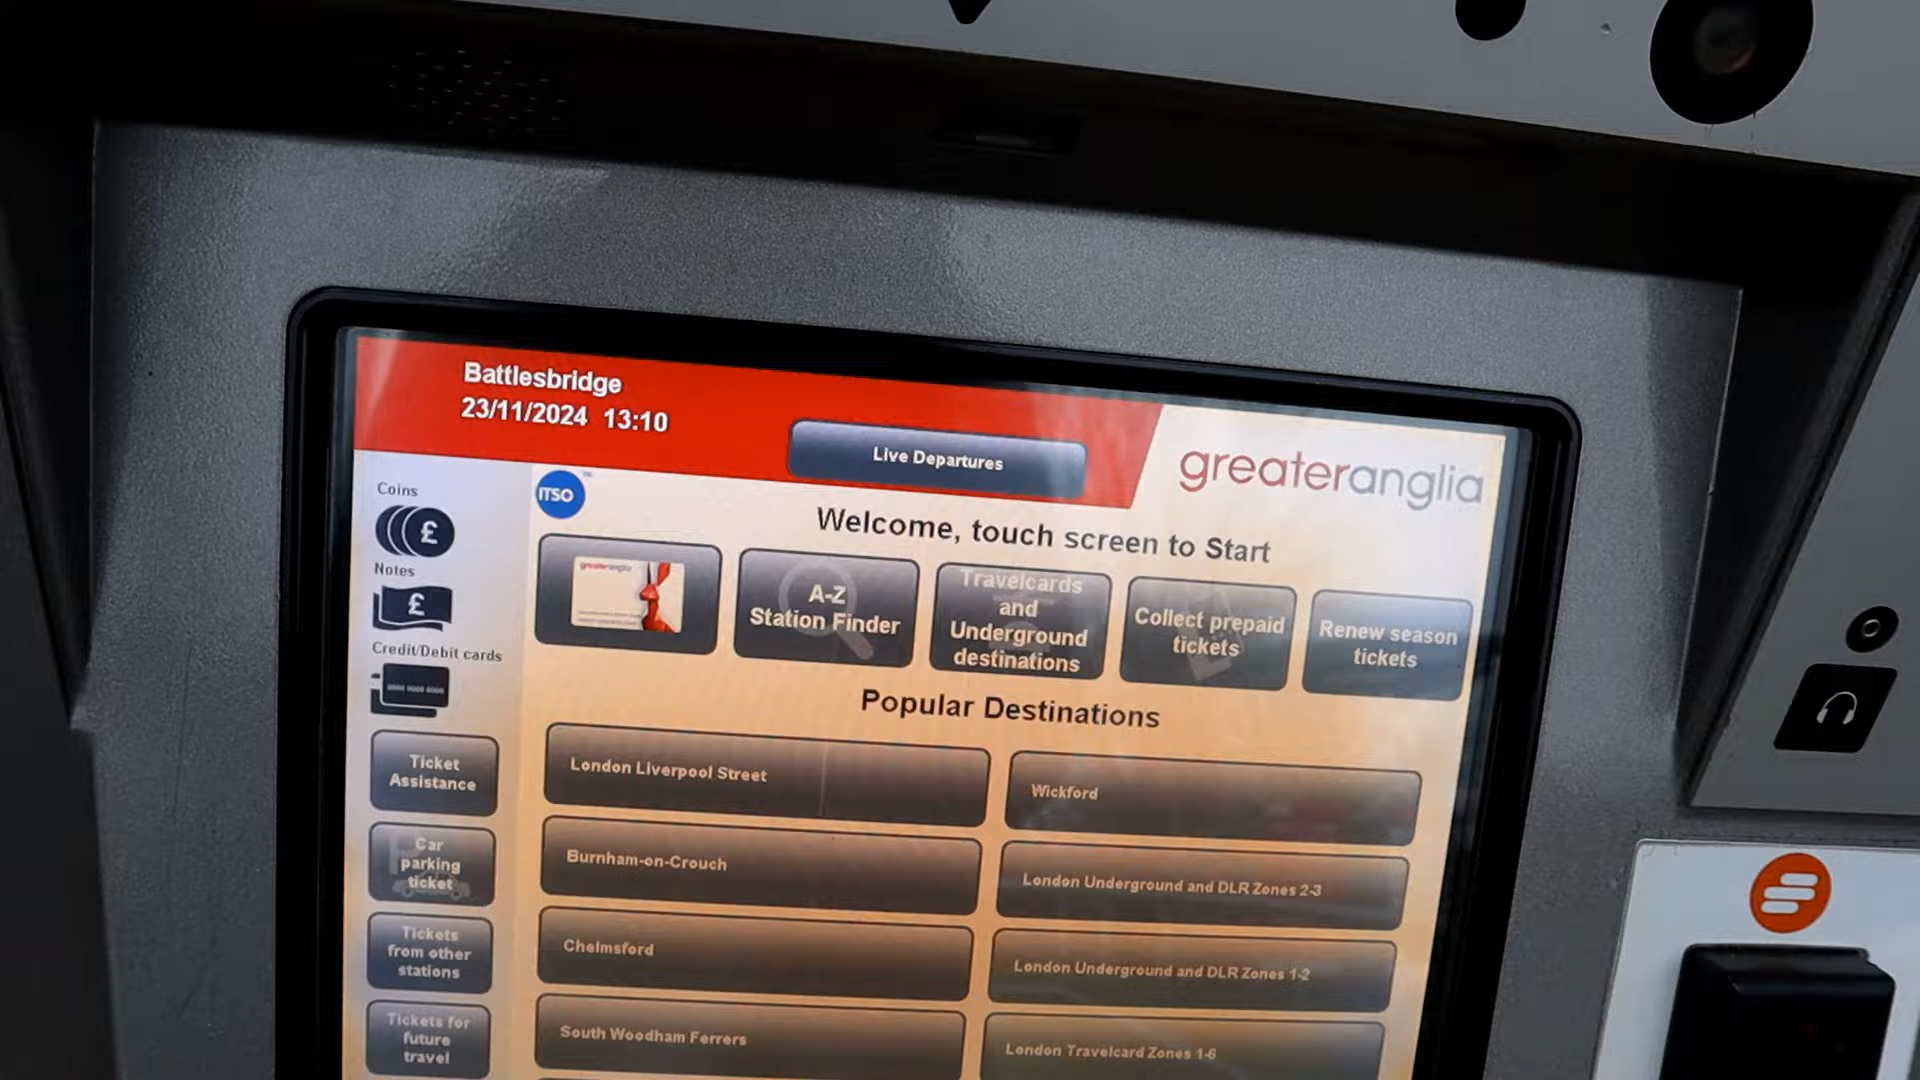 Battlesbridge
23/11/2024 13:10
Live Departures
greateranglia
Coins
Notes
Credit/Debit cards
ITSO
Welcome, touch screen to Start
greateranglia
A-Z
Station Finder
Travelcards
and
Underground
destinations
Collect prepaid
tickets
Renew season
tickets
Popular Destinations
Ticket
Assistance
Car
parking
ticket
Tickets
from other
stations
Tickets for
future
travel
London Liverpool Street
Wickford
Burnham-on-Crouch
London Underground and DLR Zones 2-3
Chelmsford
London Underground and DLR Zones 1-2
South Woodham Ferrers
London Travelcard Zones 1-6